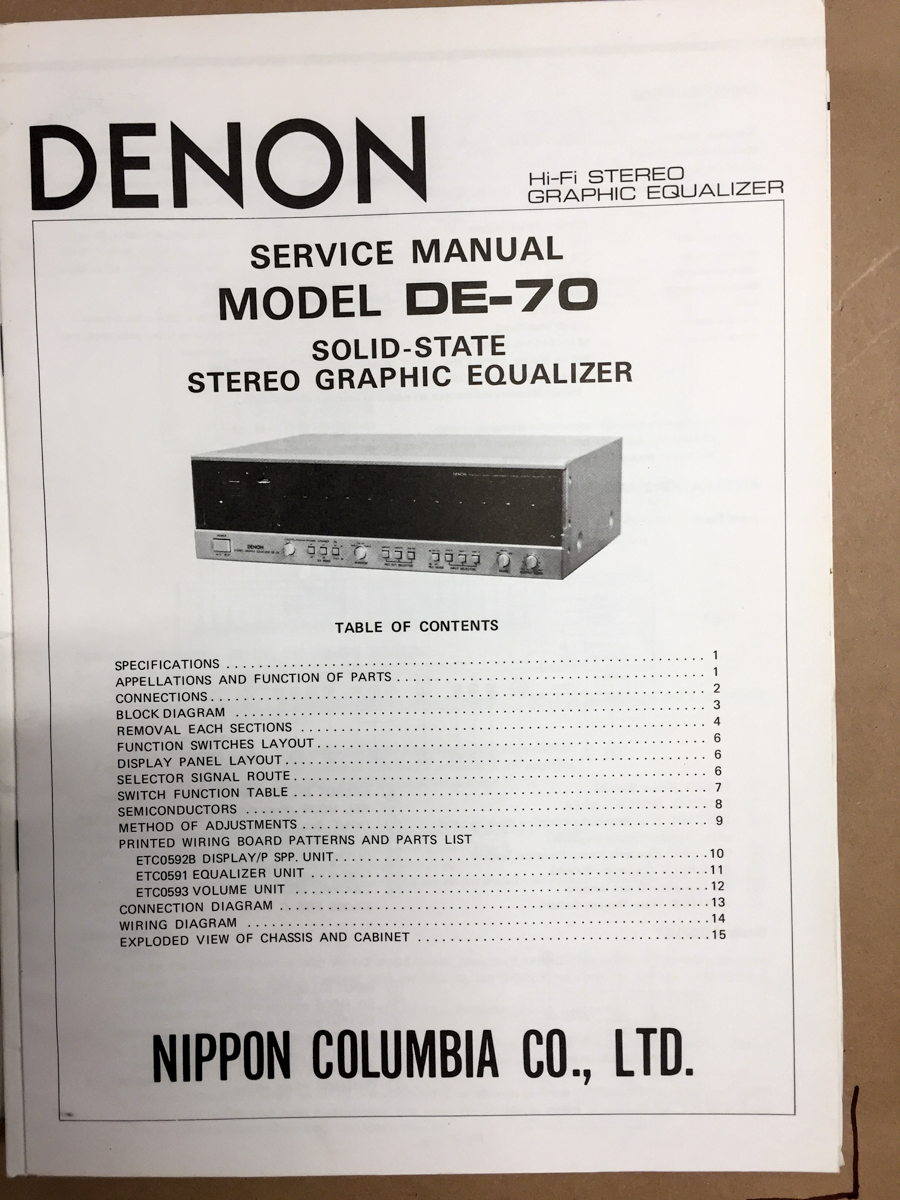 DENON
Hi-Fi STEREO
GRAPHIC EQUALIZER
SERVICE MANUAL
MODEL DE-70
SOLID-STATE
STEREO GRAPHIC EQUALIZER
DENON
DENON
TABLE OF CONTENTS
SPECIFICATIONS . . . . . . . . . . 1
APPELLATIONS AND FUNCTION OF PARTS . . . . . . . . . . 1
CONNECTIONS . . . . . . . . . . 2
BLOCK DIAGRAM . . . . . . . . . . 3
REMOVAL EACH SECTIONS . . . . . . . . . . 4
FUNCTION SWITCHES LAYOUT . . . . . . . . . . 6
DISPLAY PANEL LAYOUT . . . . . . . . . . 6
SELECTOR SIGNAL ROUTE . . . . . . . . . . 6
SWITCH FUNCTION TABLE . . . . . . . . . . 7
SEMICONDUCTORS . . . . . . . . . . 8
METHOD OF ADJUSTMENTS . . . . . . . . . . 9
PRINTED WIRING BOARD PATTERNS AND PARTS LIST
ETC0592B DISPLAY/P SPP. UNIT . . . . . . . . . . 10
ETC0591 EQUALIZER UNIT . . . . . . . . . . 11
ETC0593 VOLUME UNIT . . . . . . . . . . 12
CONNECTION DIAGRAM . . . . . . . . . . 13
WIRING DIAGRAM . . . . . . . . . . 14
EXPLODED VIEW OF CHASSIS AND CABINET . . . . . . . . . . 15
NIPPON COLUMBIA CO., LTD.